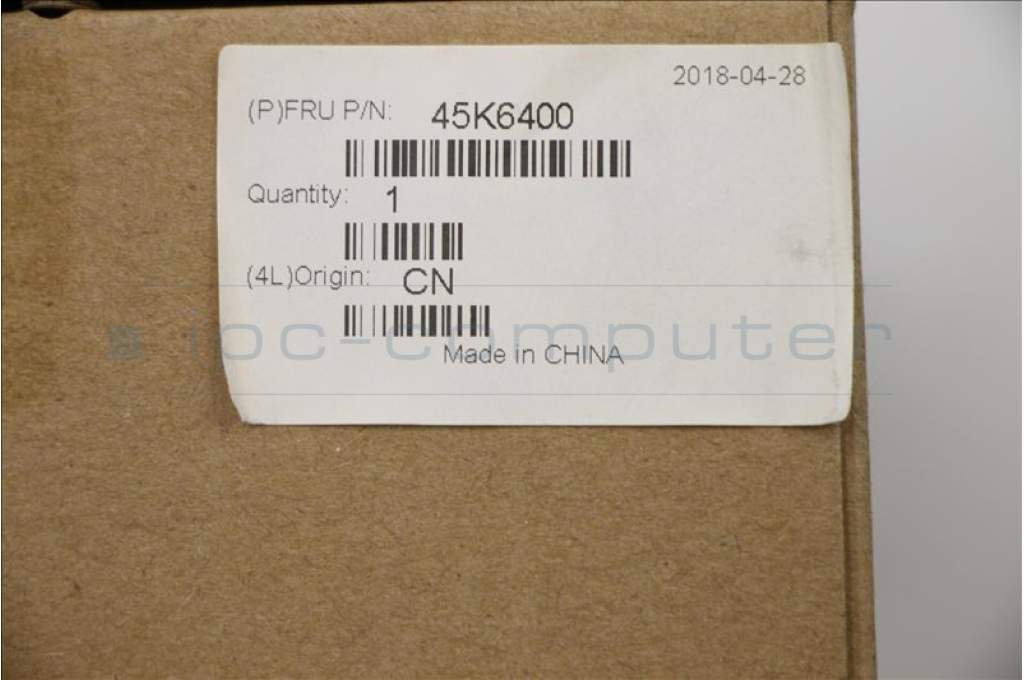 2018-04-28
(P)FRU P/N: 45K6400
Quantity: 1
(4L)Origin: CN
ipc-computer
Made in CHINA